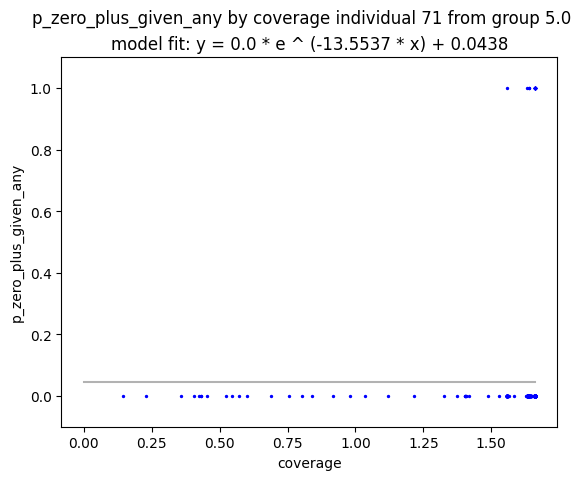 p_zero_plus_given_any by coverage individual 71 from group 5.0
model fit: y = 0.0 * e ^ (-13.5537 * x) + 0.0438
1.0
0.8
0.6
0.4
0.2
0.0
p_zero_plus_given_any
0.00 0.25 0.50 0.75 1.00 1.25 1.50
coverage